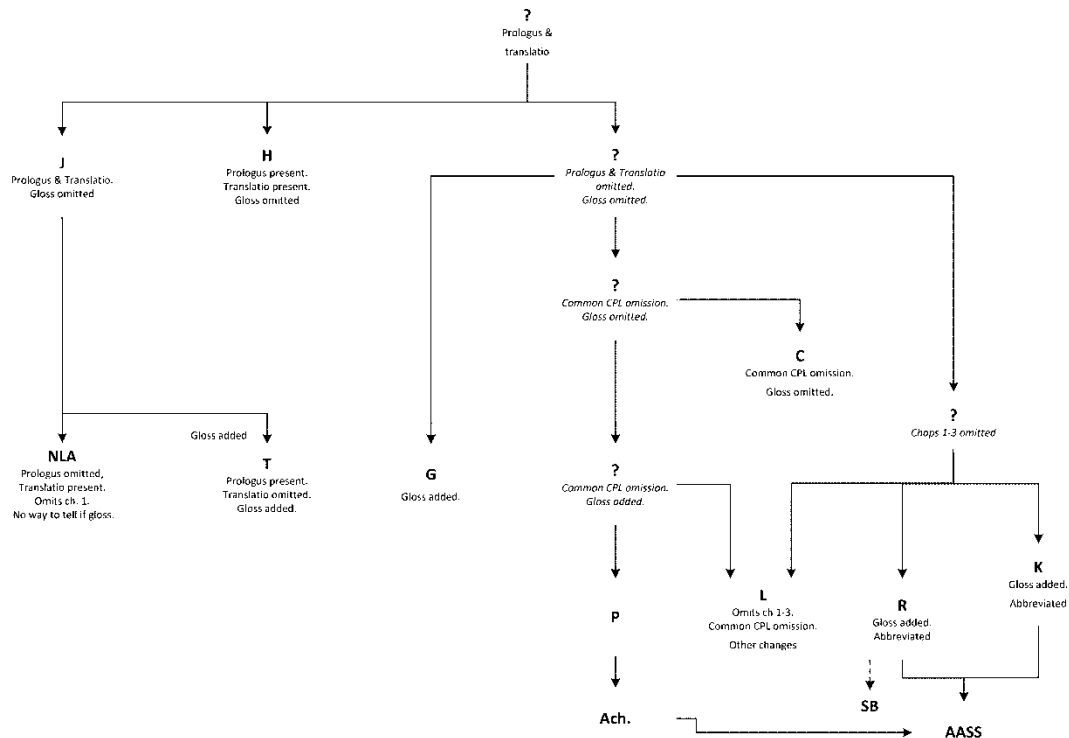 ?
Prologus &
translatio
J
Prologus & Translatio.
Gloss omitted
H
Prologus present.
Translatio present.
Gloss omitted
?
Prologus & Translatio
omitted.
Gloss omitted.
?
Common CPL omission.
Gloss omitted.
C
Common CPL omission.
Gloss omitted.
?
Chaps 1-3 omitted
Gloss added
NLA
Prologus omitted,
Translatio present.
Omits ch. 1.
No way to tell if gloss.
T
Prologus present.
Translatio omitted.
Gloss added.
G
Gloss added.
?
Common CPL omission.
Gloss added.
P
L
Omits ch 1-3.
Common CPL omission.
Other changes
R
Gloss added.
Abbreviated
K
Gloss added.
Abbreviated
SB
Ach.
AASS